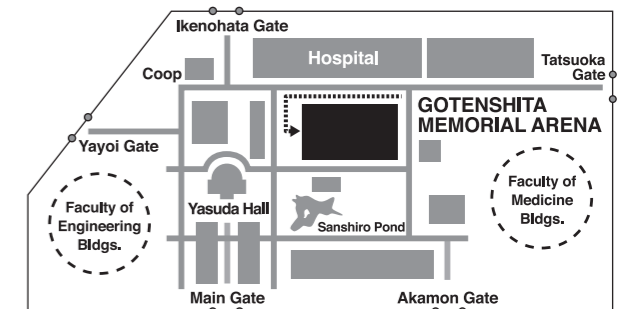 Ikenohata Gate
Hospital
Tatsuoka
Gate
Coop
GOTENSHITA
MEMORIAL ARENA
Yayoi Gate
Faculty of
Engineering
Bldgs.
Yasuda Hall
Sanshiro Pond
Faculty of
Medicine
Bldgs.
Main Gate
Akamon Gate